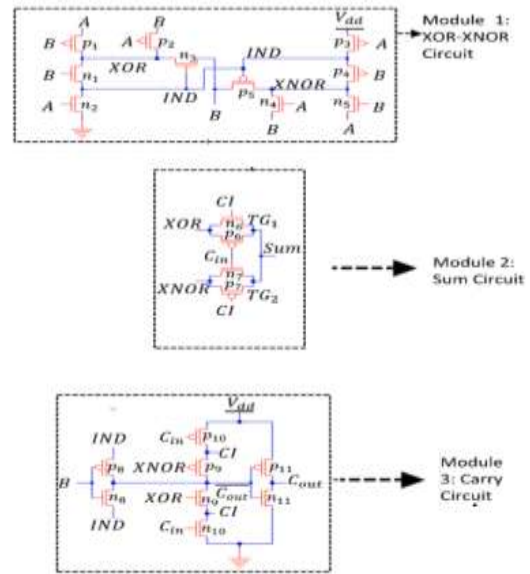 A
B
p1
B
A
p2
n3
XOR
B
n1
A
n2
IND
IND
p5
B
XNOR
n4
A
B
Vdd
p3
A
p4
B
n5
B
A
Module 1:
XOR-XNOR
Circuit
CI
XOR
n6
p6
TG1
Cin
Sum
XNOR
n7
p7
TG2
CI
Module 2:
Sum Circuit
Vdd
IND
Cin
p10
CI
B
p8
XNOR
p9
p11
Cout
Cout
n8
XOR
n9
n11
IND
CI
Cin
n10
Module
3: Carry
Circuit